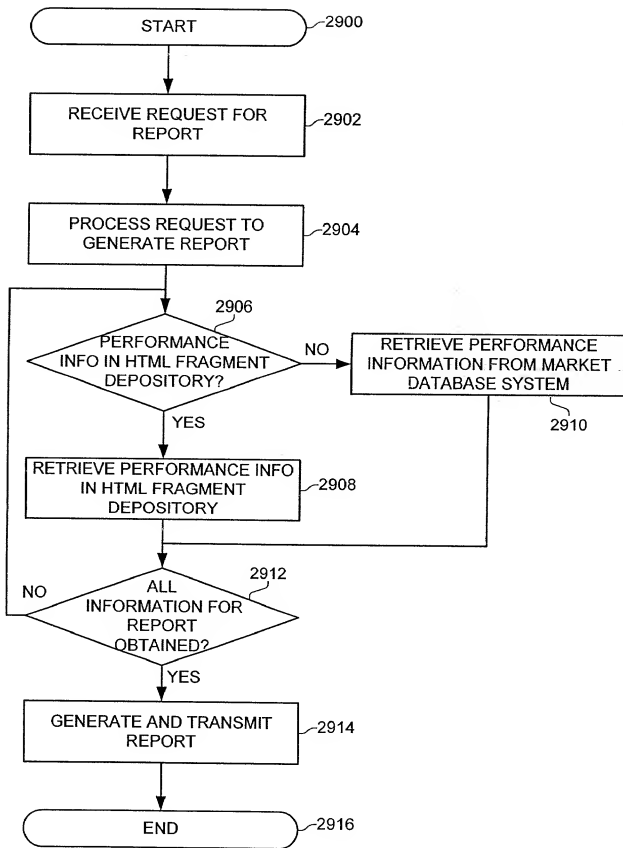 START
2900
RECEIVE REQUEST FOR
REPORT
2902
PROCESS REQUEST TO
GENERATE REPORT
2904
2906
PERFORMANCE
INFO IN HTML FRAGMENT
DEPOSITORY?
NO
RETRIEVE PERFORMANCE
INFORMATION FROM MARKET
DATABASE SYSTEM
2910
YES
RETRIEVE PERFORMANCE INFO
IN HTML FRAGMENT
DEPOSITORY
2908
NO
2912
ALL
INFORMATION FOR
REPORT
OBTAINED?
YES
GENERATE AND TRANSMIT
REPORT
2914
END
2916